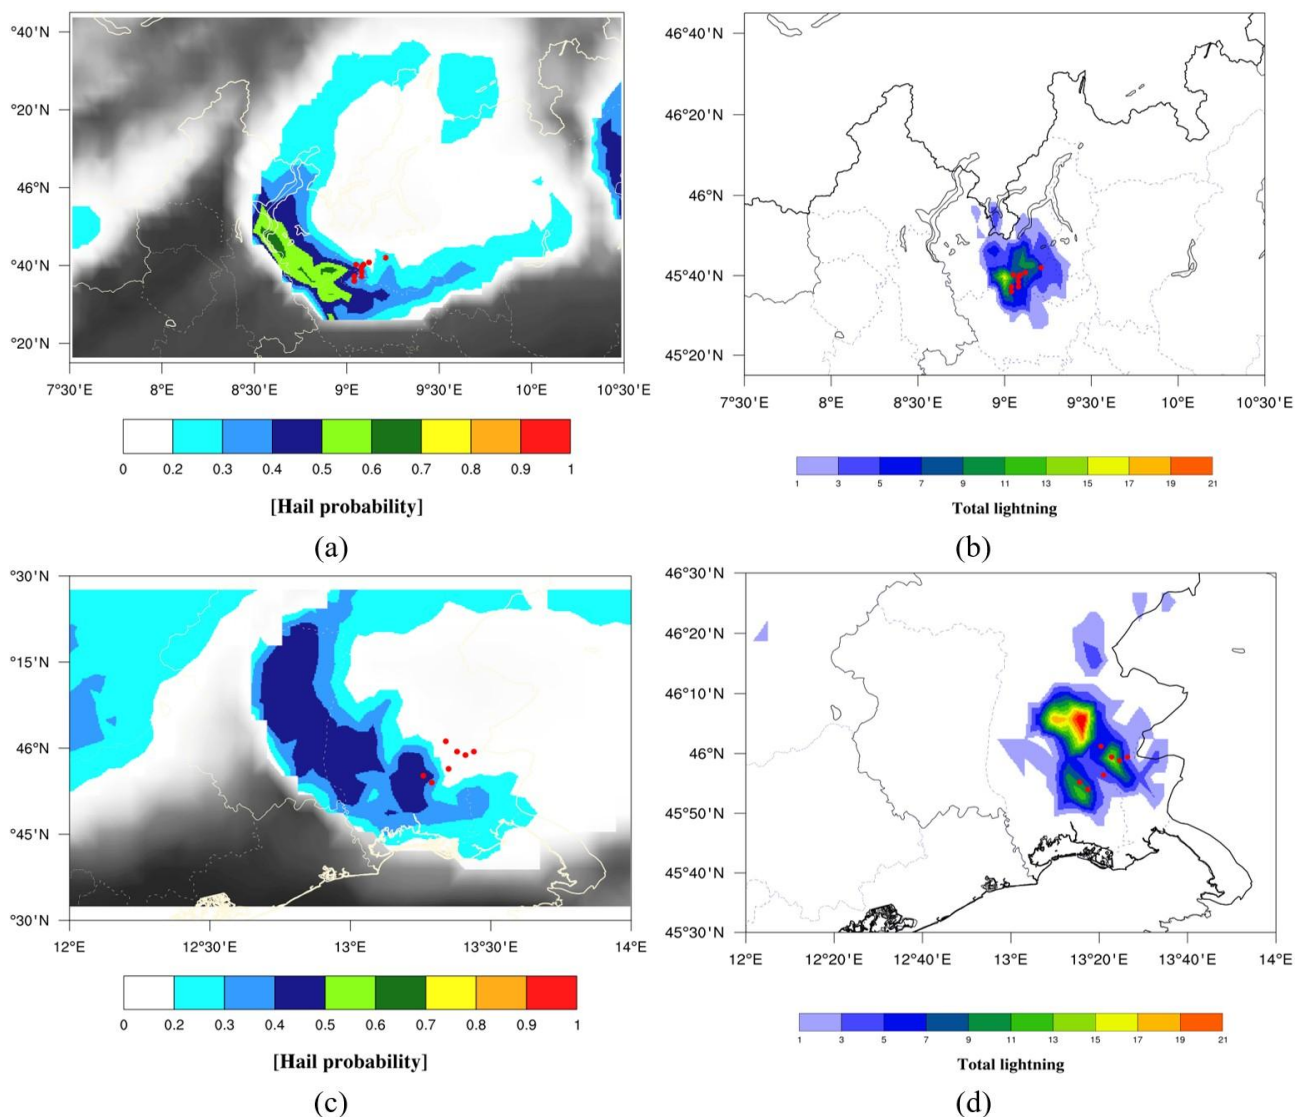 °40'N
°20'N
46°N
°40'N
°20'N
7°30'E 8°E 8°30'E 9°E 9°30'E 10°E 10°30'E
0 0.2 0.3 0.4 0.5 0.6 0.7 0.8 0.9 1
[Hail probability]
(a)
46°40'N
46°20'N
46°N
45°40'N
45°20'N
7°30'E 8°E 8°30'E 9°E 9°30'E 10°E 10°30'E
1 3 5 7 9 11 13 15 17 19 21
Total lightning
(b)
°30'N
°15'N
46°N
°45'N
°30'N
12°E 12°30'E 13°E 13°30'E 14°E
0 0.2 0.3 0.4 0.5 0.6 0.7 0.8 0.9 1
[Hail probability]
(c)
46°30'N
46°20'N
46°10'N
46°N
45°50'N
45°40'N
45°30'N
12°E 12°20'E 12°40'E 13°E 13°20'E 13°40'E 14°E
1 3 5 7 9 11 13 15 17 19 21
Total lightning
(d)